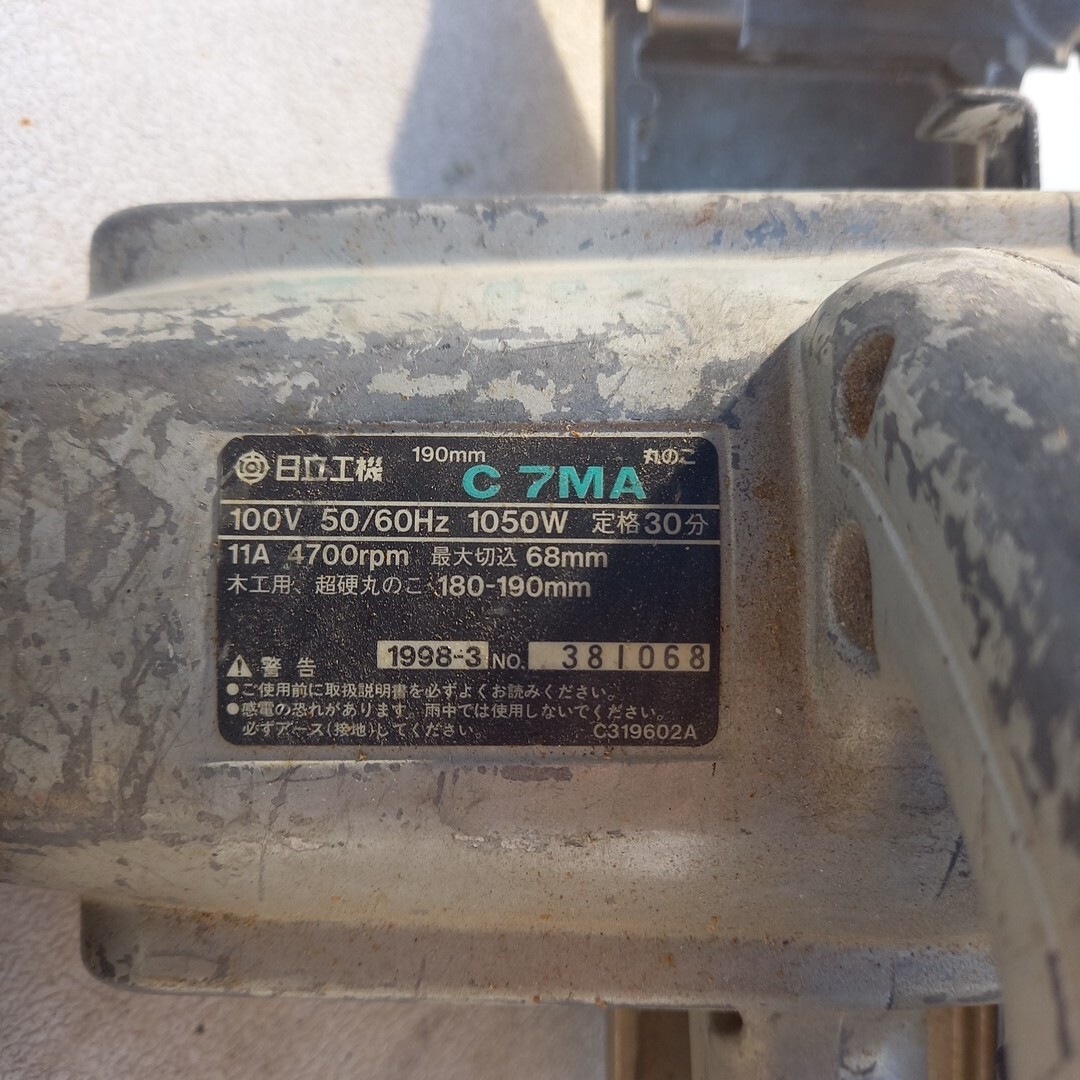 日立工機 190mm C 7MA 丸のこ
100V 50/60Hz 1050W 定格30分
11A 4700rpm 最大切込 68mm
木工用、超硬丸のこ 180-190mm
1998-3 NO. 381068
⚠ 警告
●ご使用前に取扱説明書を必ずよくお読みください。
●感電の恐れがあります。雨中では使用しないでください。
必ずアース(接地)してください。 C319602A